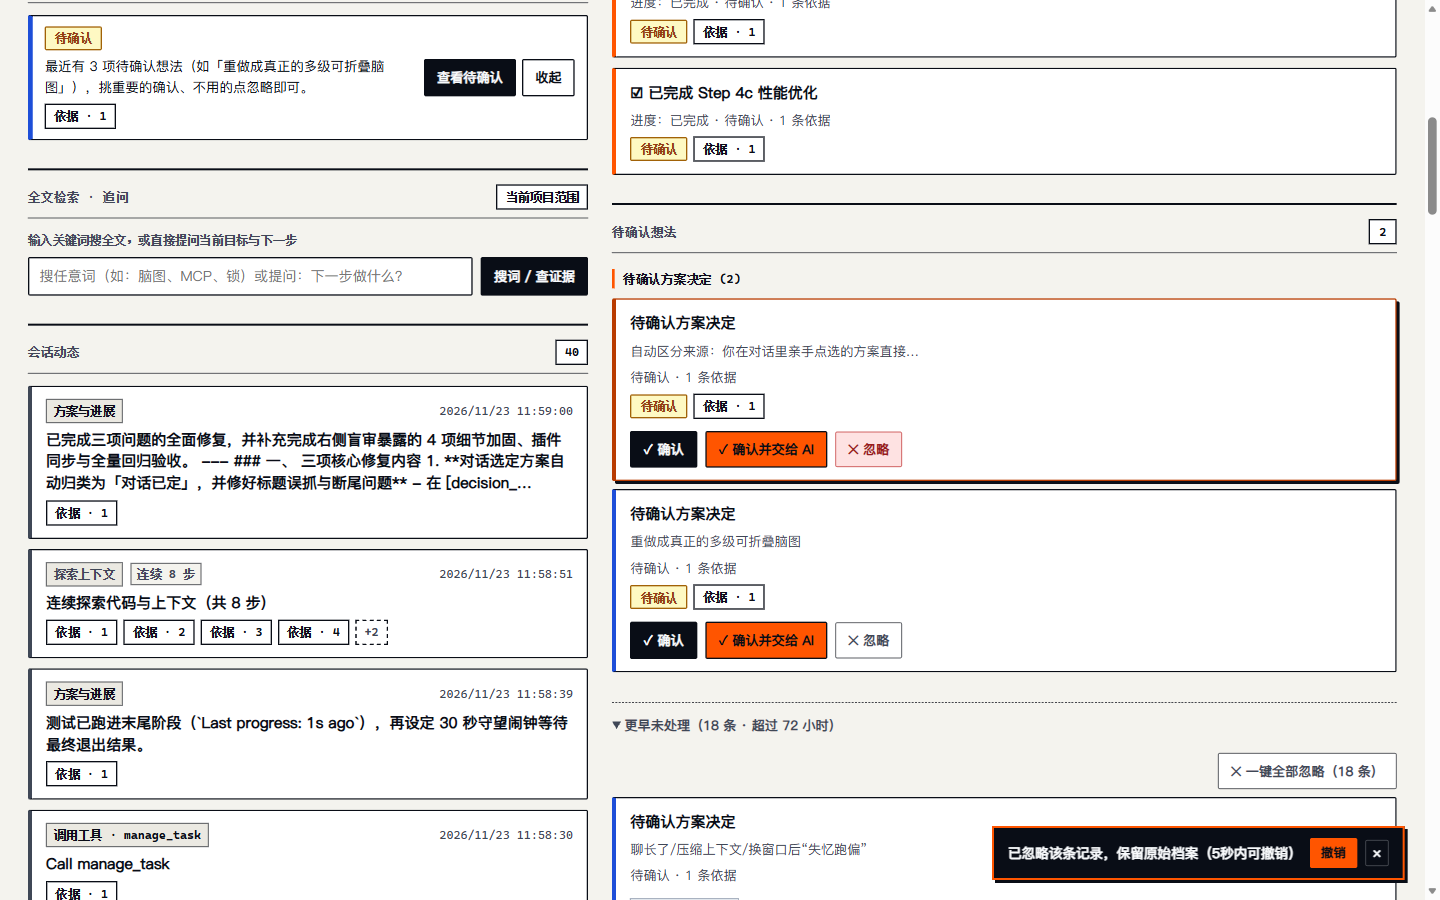 待确认
最近有 3 项待确认想法（如「重做成真正的多级可折叠脑
图」），挑重要的确认、不用的点忽略即可。
查看待确认
收起
依据 · 1
全文检索 · 追问
当前项目范围
输入关键词搜全文，或直接提问当前目标与下一步
搜任意词（如：脑图、MCP、锁）或提问：下一步做什么？
搜词 / 查证据
会话动态
40
方案与进展
2026/11/23 11:59:00
已完成三项问题的全面修复，并补充完成右侧盲审暴露的 4 项细节加固、插件
同步与全量回归验收。 --- ### 一、 三项核心修复内容 1. **对话选定方案自
动归类为「对话已定」，并修好标题误抓与断尾问题** - 在 [decision_...
依据 · 1
探索上下文
连续 8 步
2026/11/23 11:58:51
连续探索代码与上下文（共 8 步）
依据 · 1
依据 · 2
依据 · 3
依据 · 4
+2
方案与进展
2026/11/23 11:58:39
测试已跑进末尾阶段（`Last progress: 1s ago`），再设定 30 秒守望闹钟等待
最终退出结果。
依据 · 1
调用工具 · manage_task
2026/11/23 11:58:30
Call manage_task
依据 · 1
进度：已完成 · 待确认 · 1 条依据
待确认
依据 · 1
☑ 已完成 Step 4c 性能优化
进度：已完成 · 待确认 · 1 条依据
待确认
依据 · 1
待确认想法
2
待确认方案决定（2）
待确认方案决定
自动区分来源：你在对话里亲手点选的方案直接...
待确认 · 1 条依据
待确认
依据 · 1
✓ 确认
✓ 确认并交给 AI
✕ 忽略
待确认方案决定
重做成真正的多级可折叠脑图
待确认 · 1 条依据
待确认
依据 · 1
✓ 确认
✓ 确认并交给 AI
✕ 忽略
▼ 更早未处理（18 条 · 超过 72 小时）
✕ 一键全部忽略（18 条）
待确认方案决定
聊长了/压缩上下文/换窗口后“失忆跑偏”
待确认 · 1 条依据
已忽略该条记录，保留原始档案（5秒内可撤销）
撤销
×